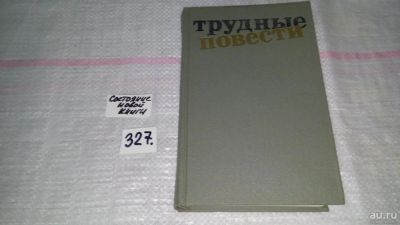 трудные
повести
Состояние
новой
книги
327.
au.ru